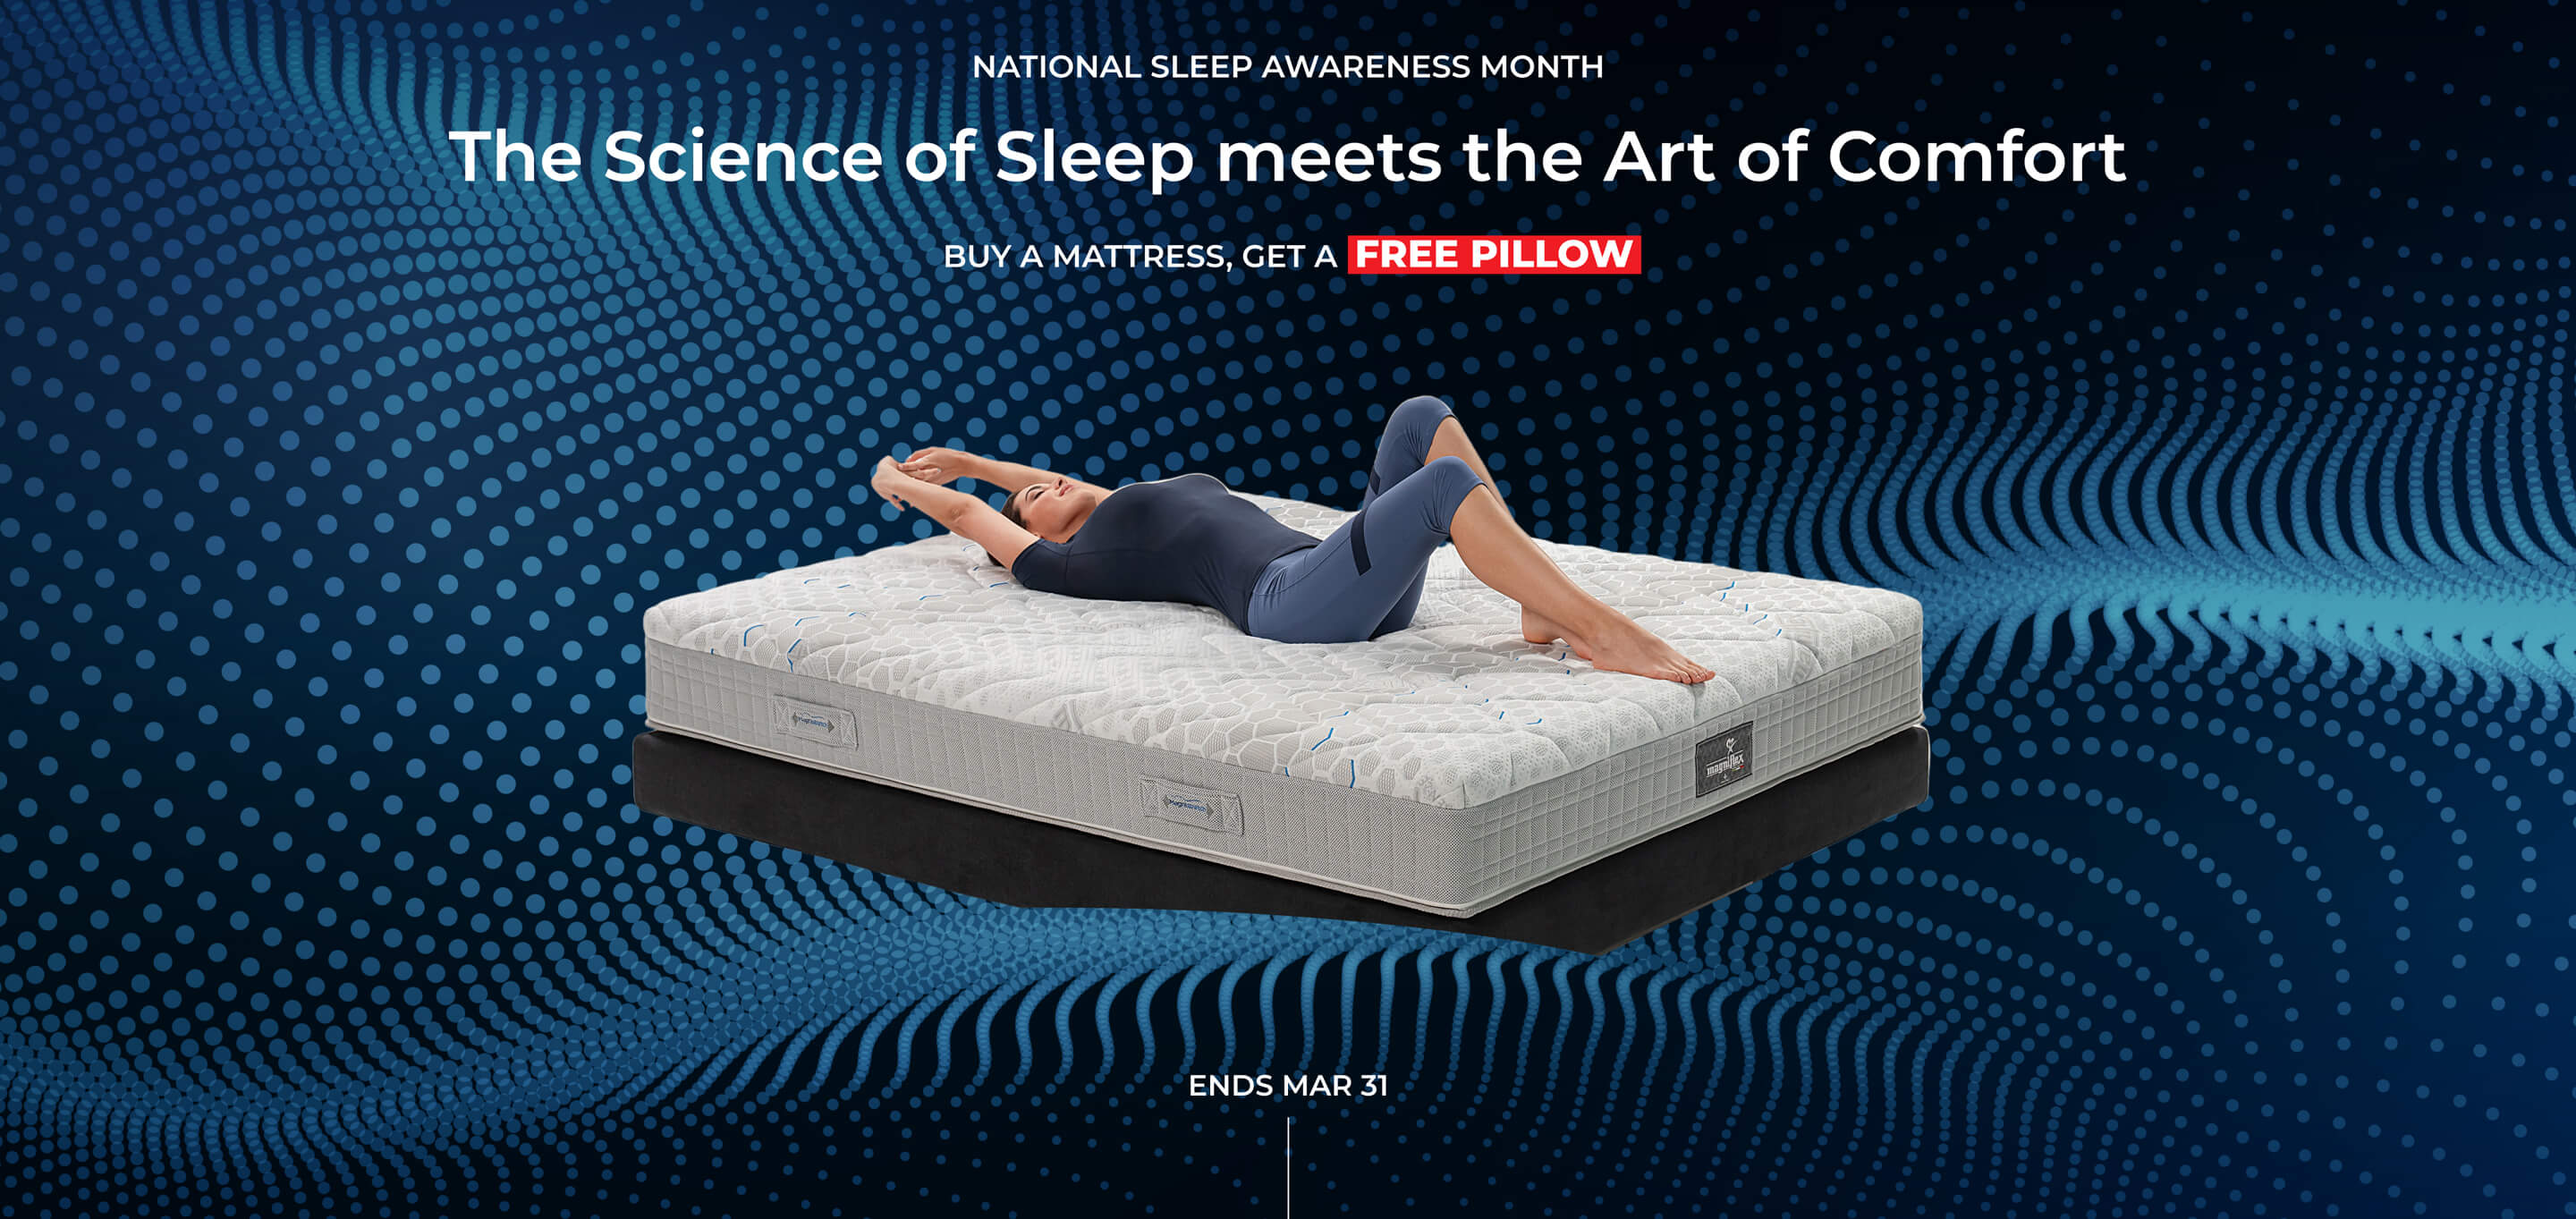 NATIONAL SLEEP AWARENESS MONTH
The Science of Sleep meets the Art of Comfort
BUY A MATTRESS, GET A FREE PILLOW
magniflex
ENDS MAR 31